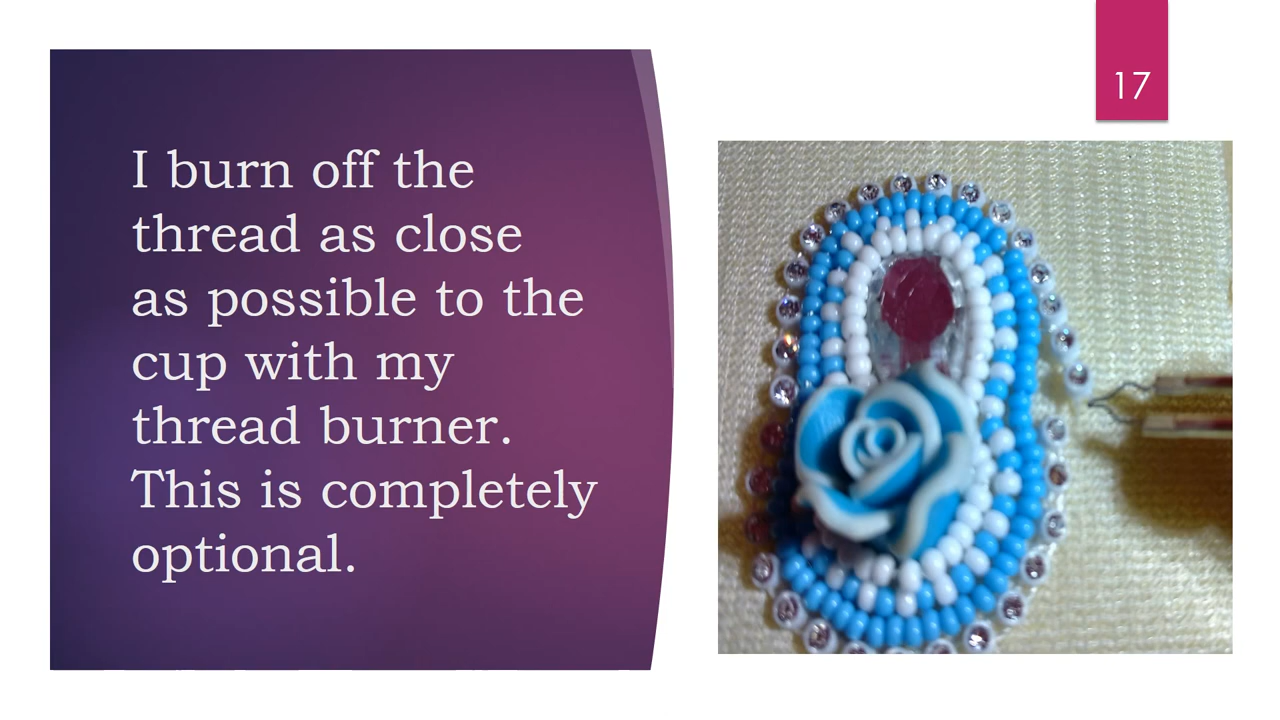 17
I burn off the
thread as close
as possible to the
cup with my
thread burner.
This is completely
optional.